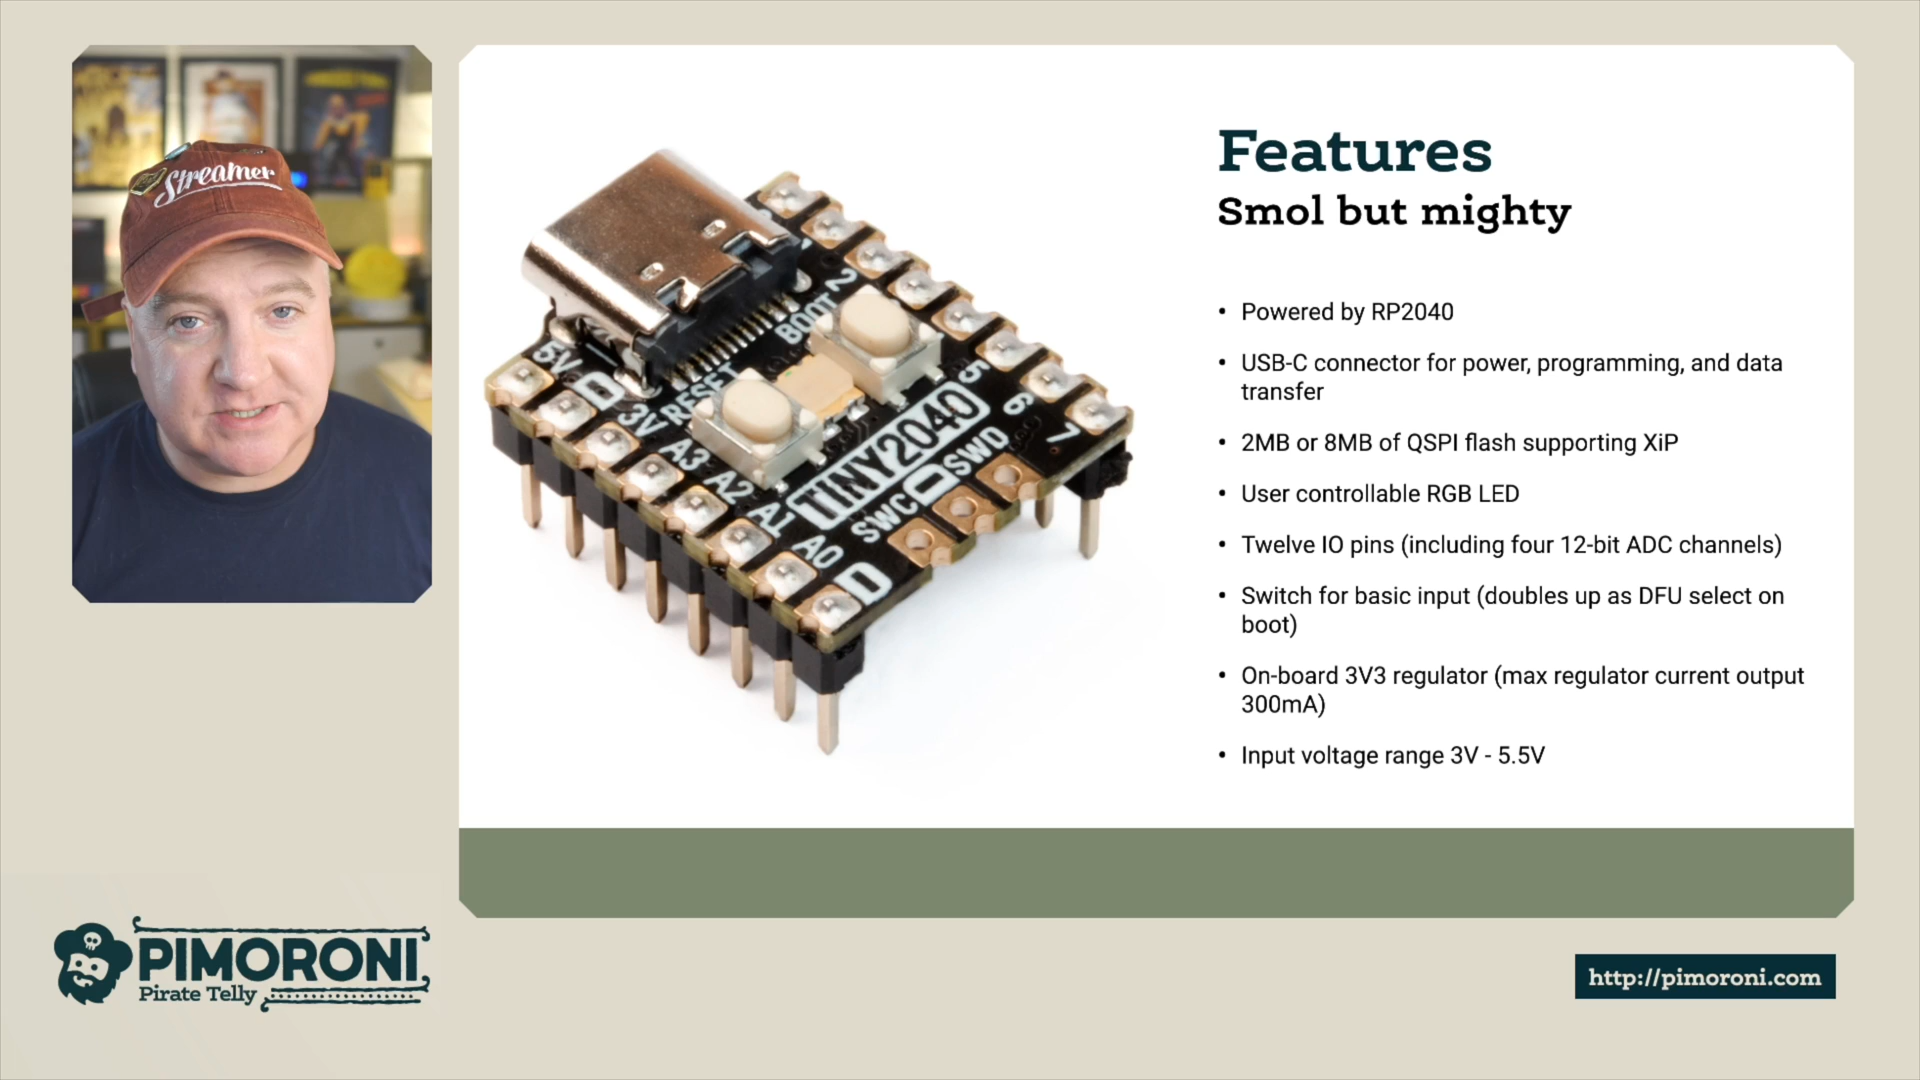 Streamer
Features
Smol but mighty
• Powered by RP2040
• USB-C connector for power, programming, and data
transfer
• 2MB or 8MB of QSPI flash supporting XiP
• User controllable RGB LED
• Twelve IO pins (including four 12-bit ADC channels)
• Switch for basic input (doubles up as DFU select on
boot)
• On-board 3V3 regulator (max regulator current output
300mA)
• Input voltage range 3V - 5.5V
2
BOOT
5V
RESET
3V
A3
A2
A1
A0
5
6
7
TINY2040
SWC
SWD
PIMORONI
Pirate Telly
http://pimoroni.com